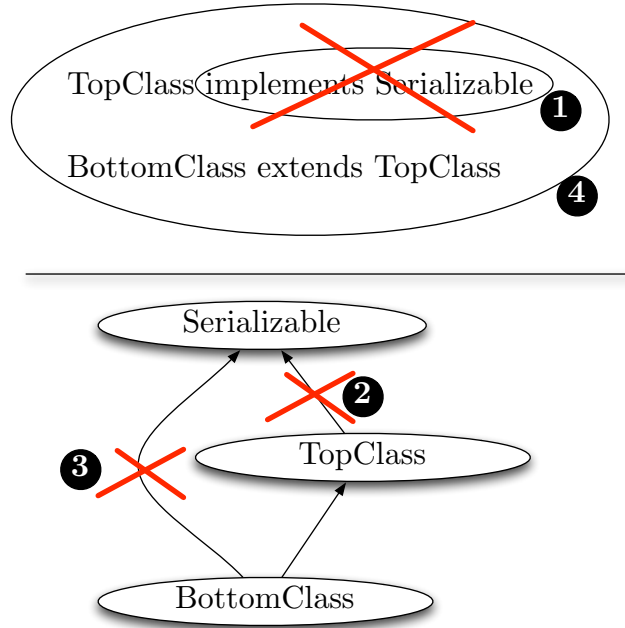 TopClass implements Serializable
1
BottomClass extends TopClass
4
Serializable
2
TopClass
3
BottomClass